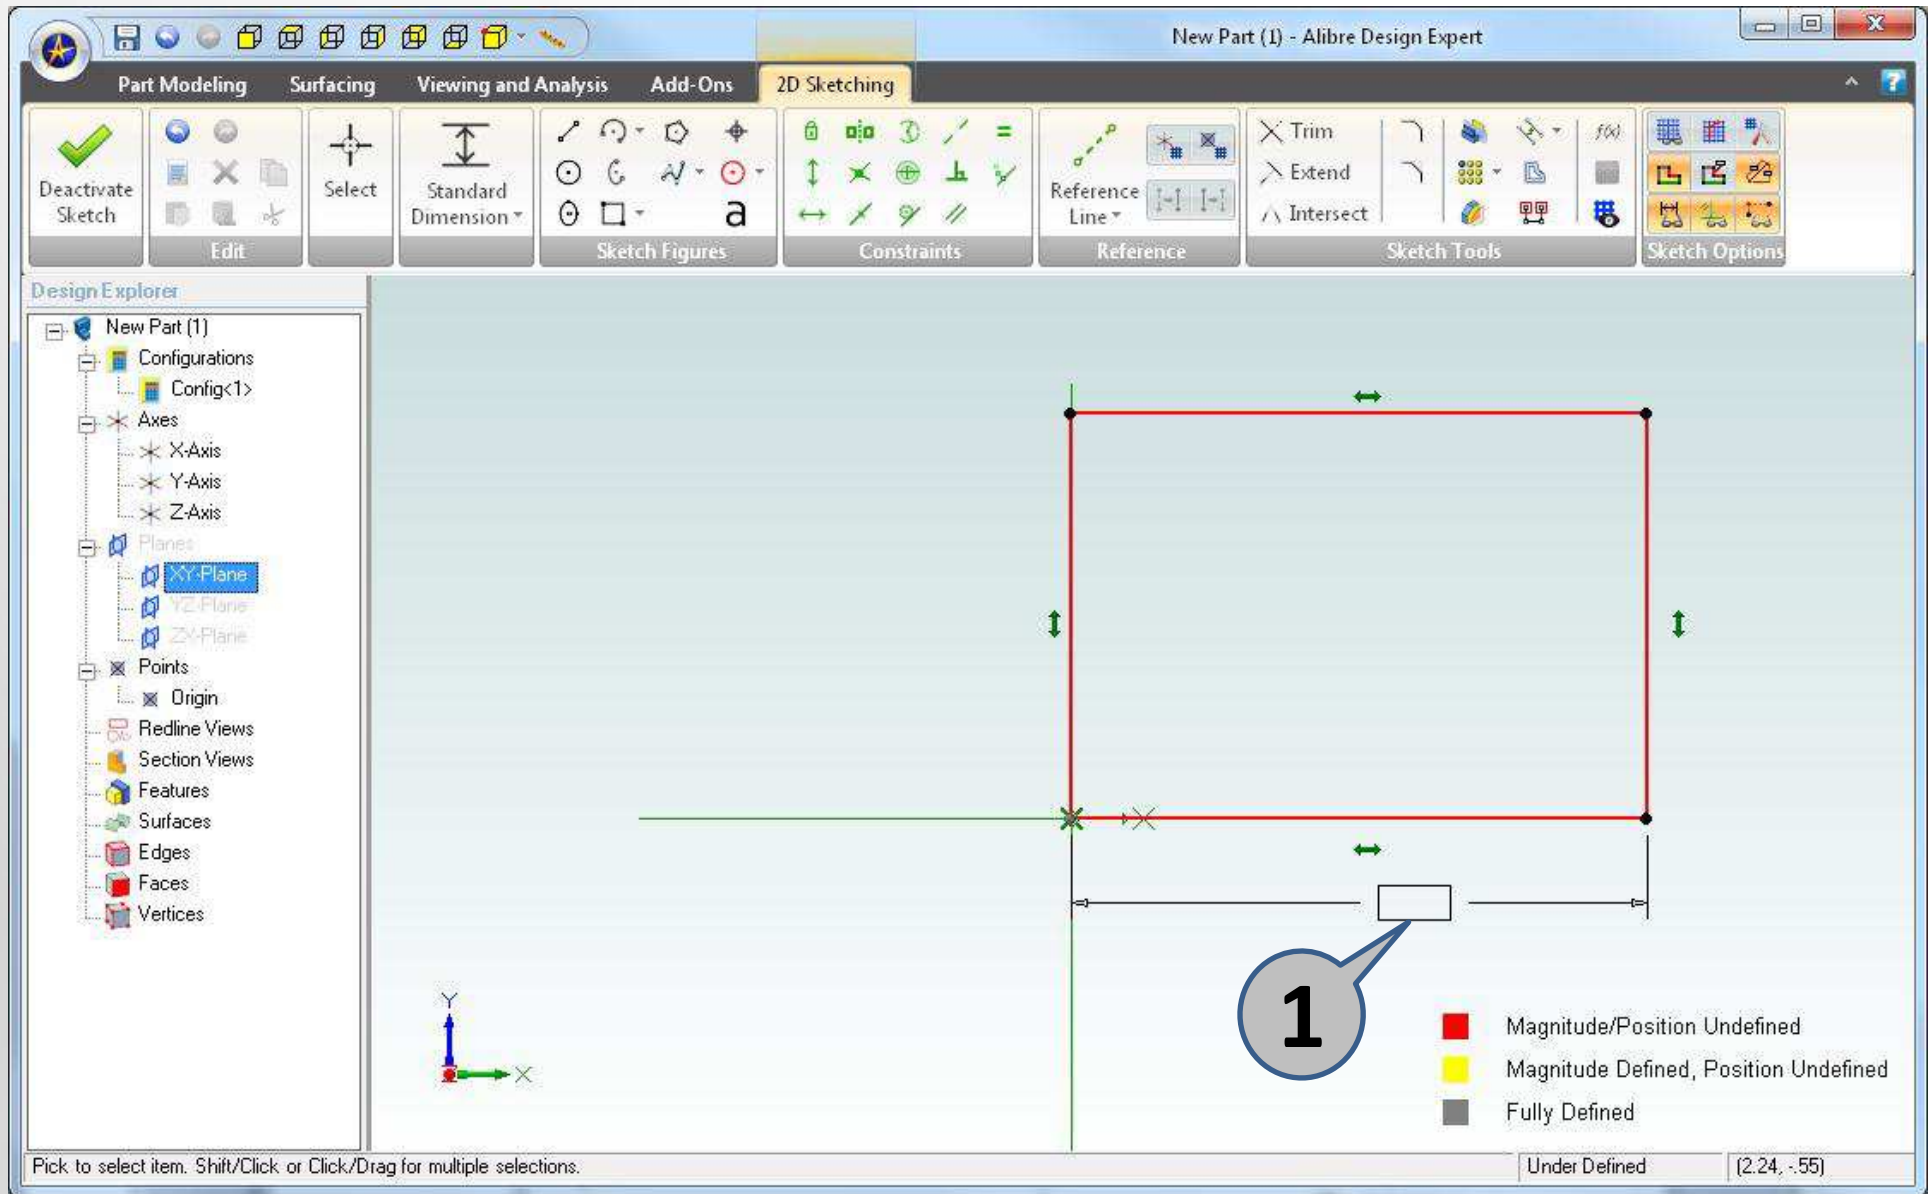 New Part (1) - Alibre Design Expert
Part Modeling Surfacing Viewing and Analysis Add-Ons 2D Sketching
Deactivate
Sketch
Edit
Select
Standard
Dimension
a
Sketch Figures
Constraints
Reference
Line
Reference
Trim
Extend
Intersect
f(x)
Sketch Tools
Sketch Options
Design Explorer
New Part (1)
Configurations
Config<1>
Axes
X-Axis
Y-Axis
Z-Axis
Planes
XY-Plane
YZ-Plane
ZX-Plane
Points
Origin
Redline Views
Section Views
Features
Surfaces
Edges
Faces
Vertices
X
1
Y
X
Magnitude/Position Undefined
Magnitude Defined, Position Undefined
Fully Defined
Pick to select item. Shift/Click or Click/Drag for multiple selections.
Under Defined
(2.24, -.55)